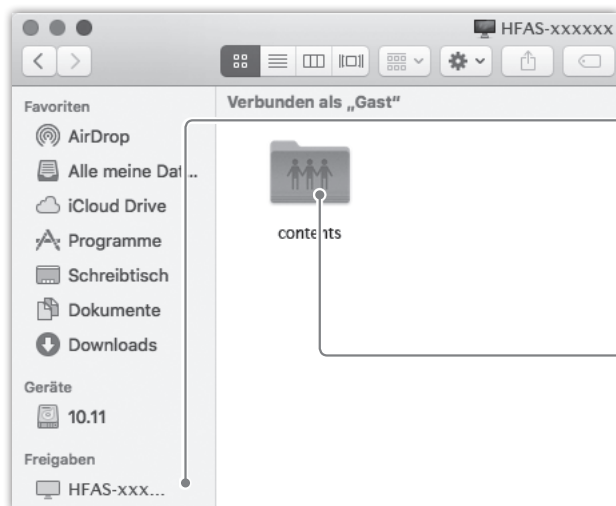 HFAS-xxxxxx
Favoriten
Verbunden als „Gast“
AirDrop
Alle meine Dat...
iCloud Drive
contents
Programme
Schreibtisch
Dokumente
Downloads
Geräte
10.11
Freigaben
HFAS-xxx...